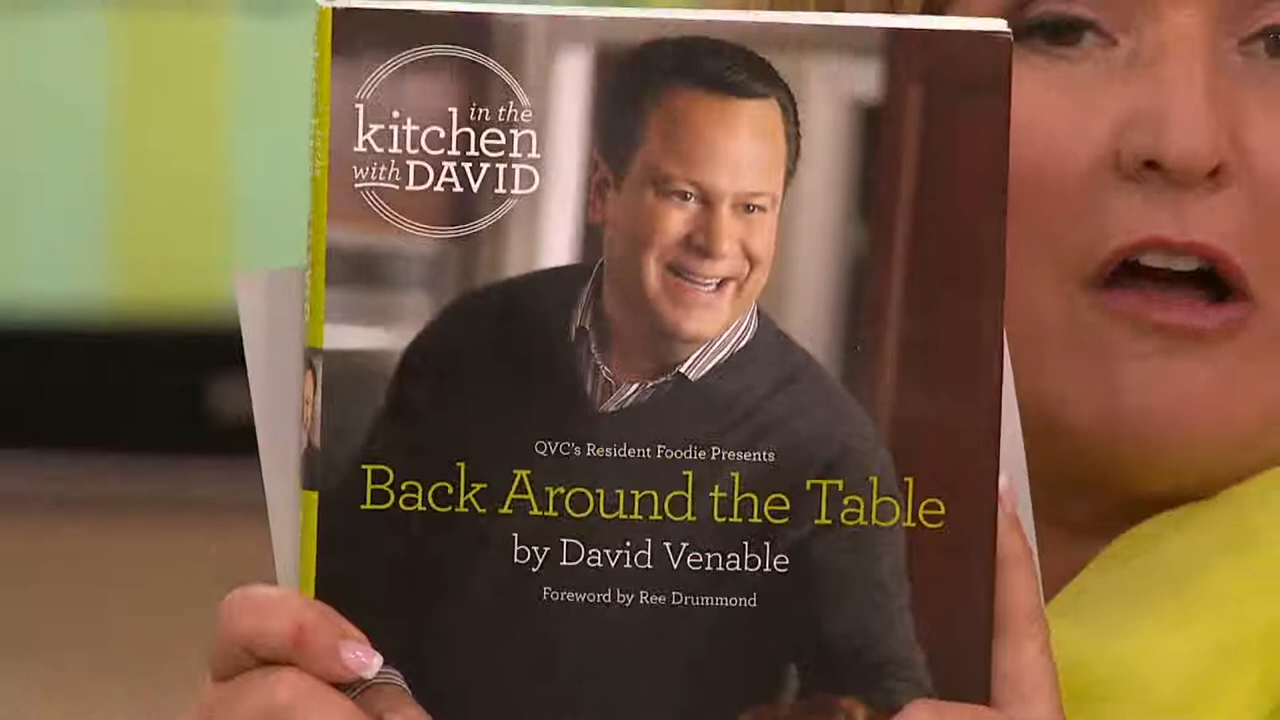 in the
kitchen
with DAVID
QVC's Resident Foodie Presents
Back Around the Table
by David Venable
Foreword by Ree Drummond